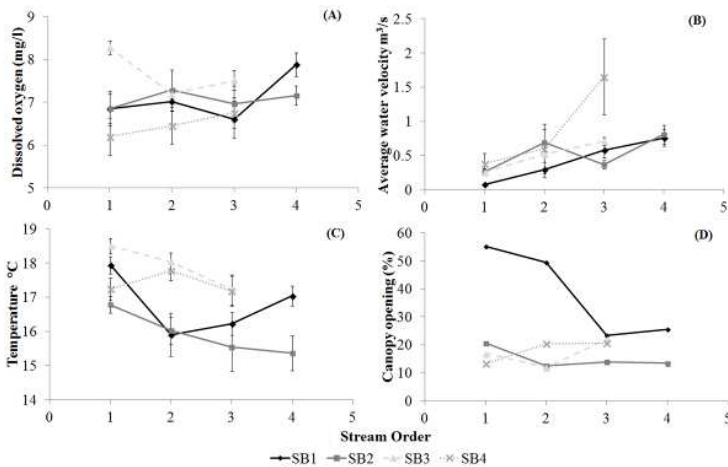 (A)
Dissolved oxygen (mg/l)
9
8
7
6
5
0 1 2 3 4 5
(B)
Average water velocity m³/s
2.5
2
1.5
1
0.5
0
0 1 2 3 4 5
(C)
Temperature °C
19
18
17
16
15
14
0 1 2 3 4 5
(D)
Canopy opening (%)
60
50
40
30
20
10
0
0 1 2 3 4 5
Stream Order
SB1 SB2 SB3 SB4